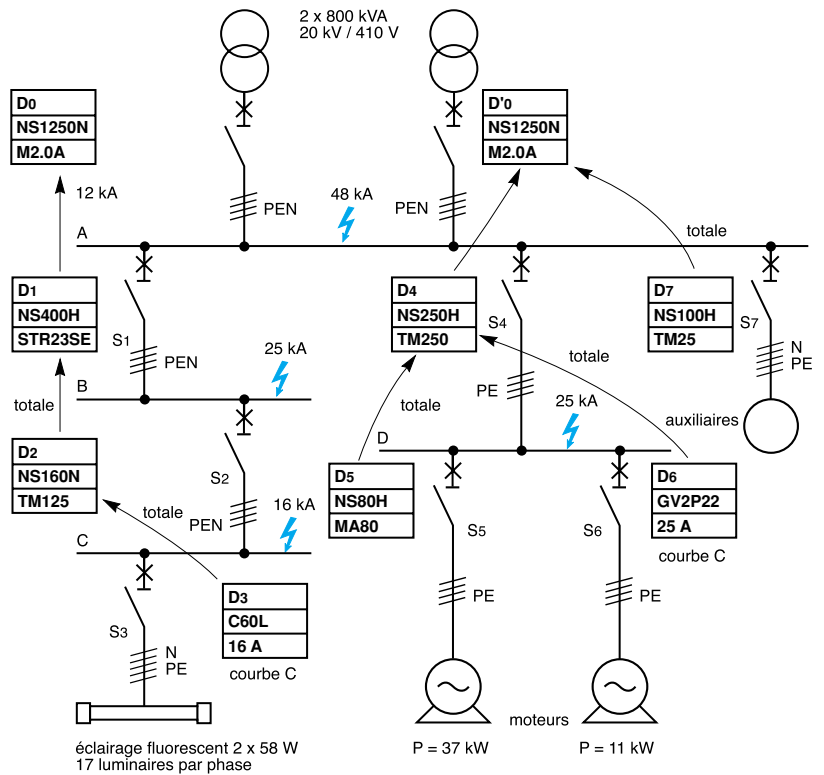 2 x 800 kVA
20 kV / 410 V
D0
NS1250N
M2.0A
D'0
NS1250N
M2.0A
12 kA
PEN
48 kA
PEN
A
totale
D1
NS400H
STR23SE
S1
PEN
D4
NS250H
TM250
S4
D7
NS100H
TM25
S7
N
PE
25 kA
B
totale
PE
totale
totale
25 kA
auxiliaires
D
D2
NS160N
TM125
S2
totale
PEN
16 kA
C
D5
NS80H
MA80
S5
S6
D6
GV2P22
25 A
courbe C
D3
C60L
16 A
courbe C
S3
N
PE
PE
PE
moteurs
éclairage fluorescent 2 x 58 W
17 luminaires par phase
P = 37 kW
P = 11 kW